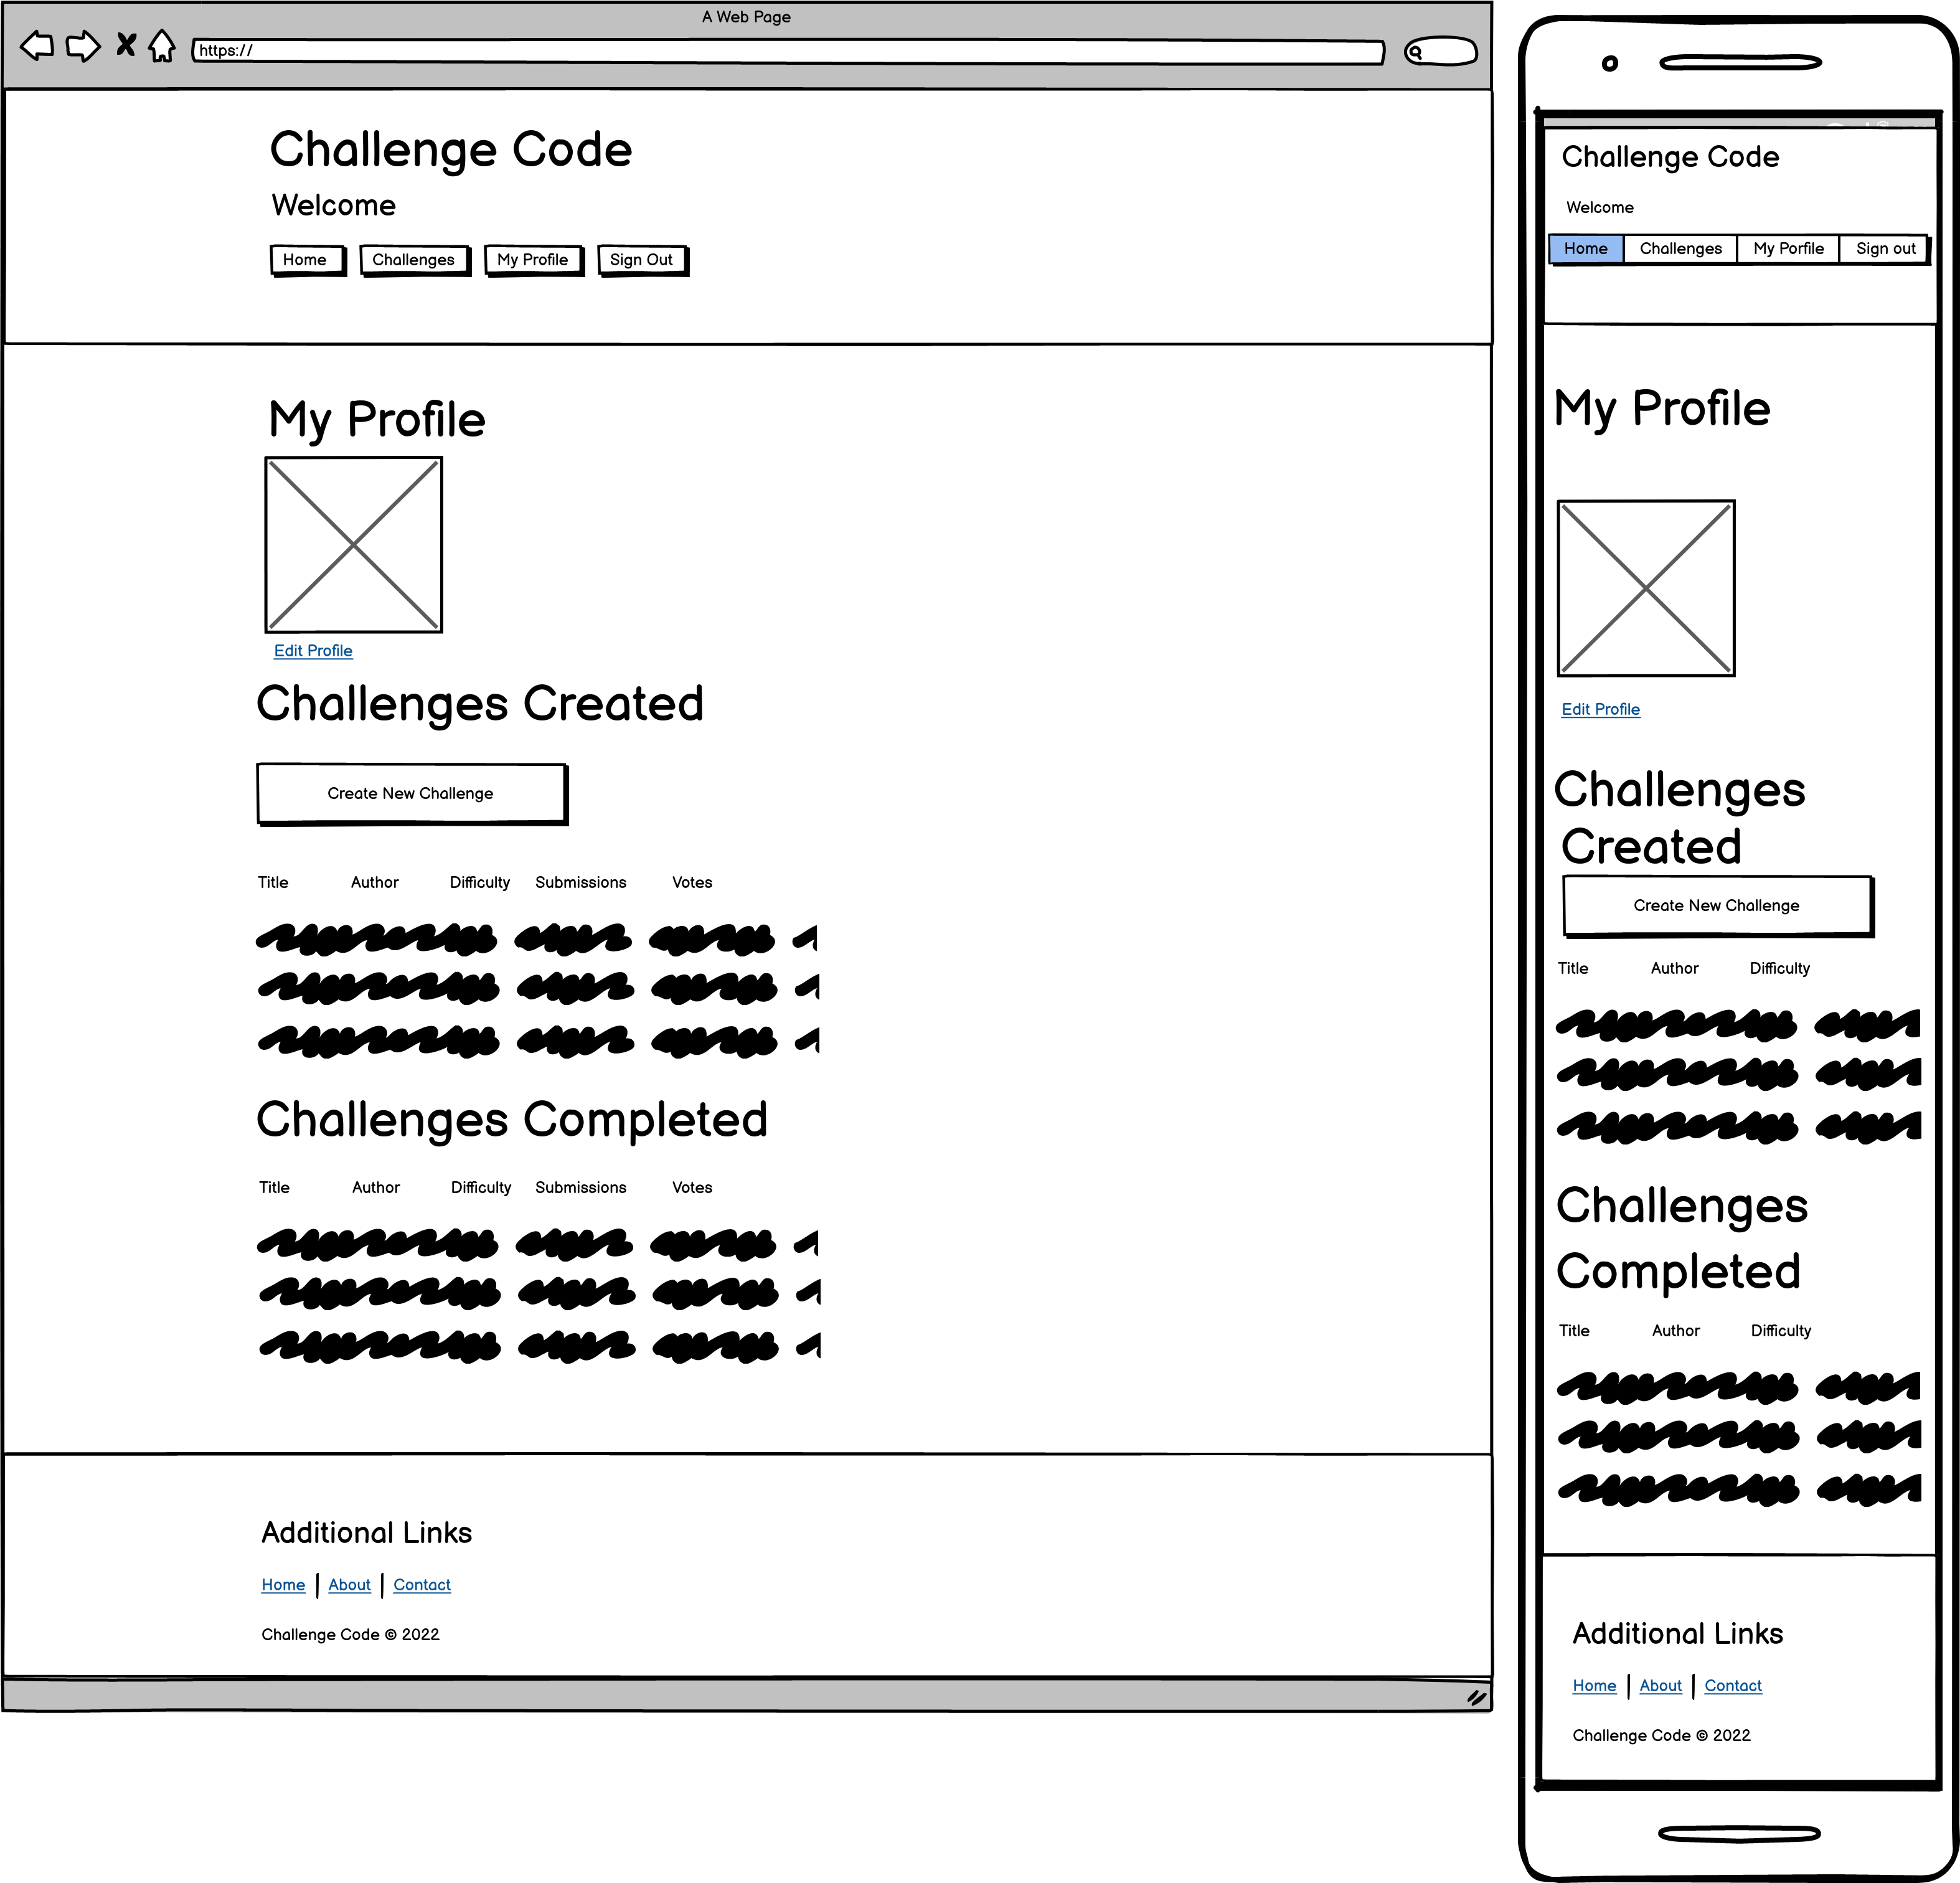 A Web Page
https://
Challenge Code
Welcome
Home Challenges My Profile Sign Out
My Profile
Edit Profile
Challenges Created
Create New Challenge
Title Author Difficulty Submissions Votes
Challenges Completed
Title Author Difficulty Submissions Votes
Additional Links
Home About Contact
Challenge Code © 2022
Challenge Code
Welcome
Home Challenges My Porfile Sign out
My Profile
Edit Profile
Challenges
Created
Create New Challenge
Title Author Difficulty
Challenges
Completed
Title Author Difficulty
Additional Links
Home About Contact
Challenge Code © 2022